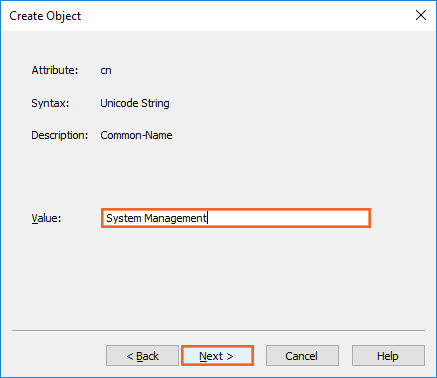 Create Object
Attribute: cn
Syntax: Unicode String
Description: Common-Name
Value: System Management
< Back Next > Cancel Help